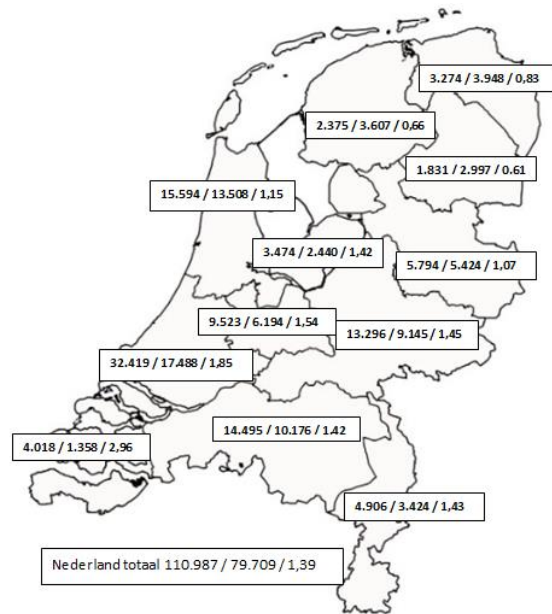 3.274 / 3.948 / 0,83
2.375 / 3.607 / 0,66
1.831 / 2.997 / 0.61
15.594 / 13.508 / 1,15
3.474 / 2.440 / 1,42
5.794 / 5.424 / 1,07
9.523 / 6.194 / 1,54
13.296 / 9.145 / 1,45
32.419 / 17.488 / 1,85
14.495 / 10.176 / 1.42
4.018 / 1.358 / 2,96
4.906 / 3.424 / 1,43
Nederland totaal 110.987 / 79.709 / 1,39